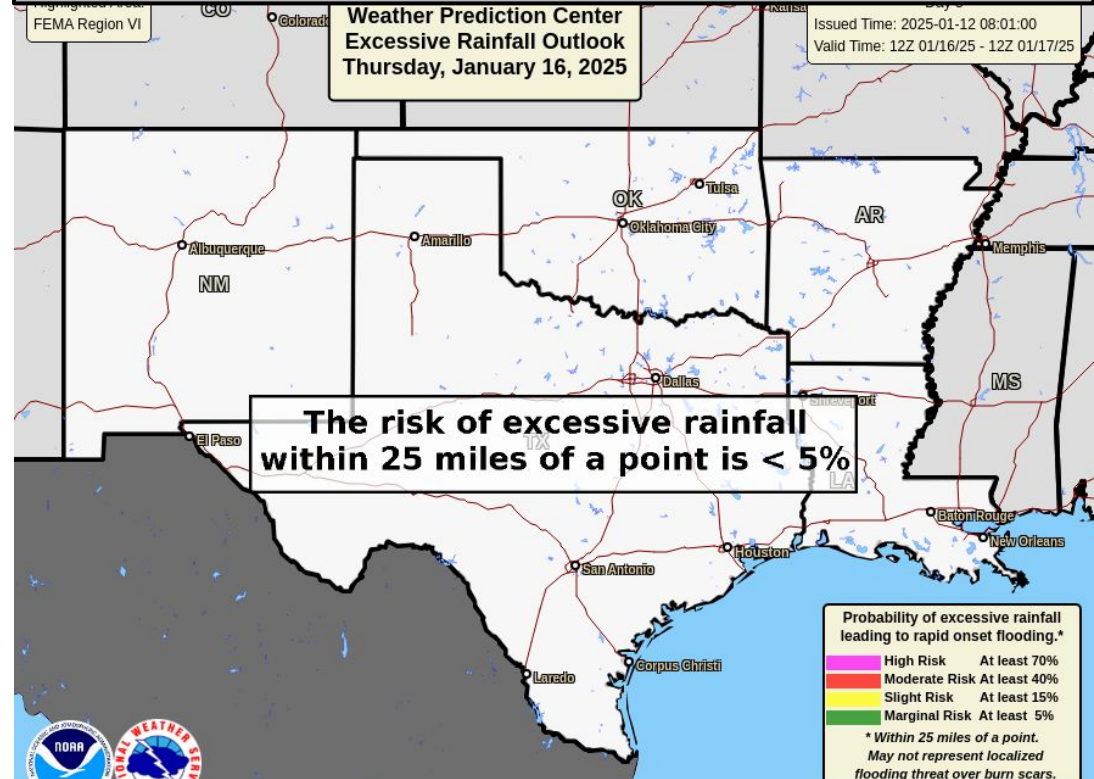 CO
Colorado
Kansa
Highlighted Area:
FEMA Region VI
Weather Prediction Center
Excessive Rainfall Outlook
Thursday, January 16, 2025
Issued Time: 2025-01-12 08:01:00
Valid Time: 12Z 01/16/25 - 12Z 01/17/25
Tulsa
OK
AR
Oklahoma City
Amarillo
Albuquerque
Memphis
NM
Dallas
MS
Shreveport
The risk of excessive rainfall
El Paso
TX
within 25 miles of a point is < 5%
LA
Baton Rouge
New Orleans
Houston
San Antonio
Corpus Christi
Laredo
Probability of excessive rainfall
leading to rapid onset flooding.*
High Risk At least 70%
Moderate Risk At least 40%
Slight Risk At least 15%
Marginal Risk At least 5%
* Within 25 miles of a point.
May not represent localized
flooding threat over burn scars.
NOAA
NAL WEATHER SERV